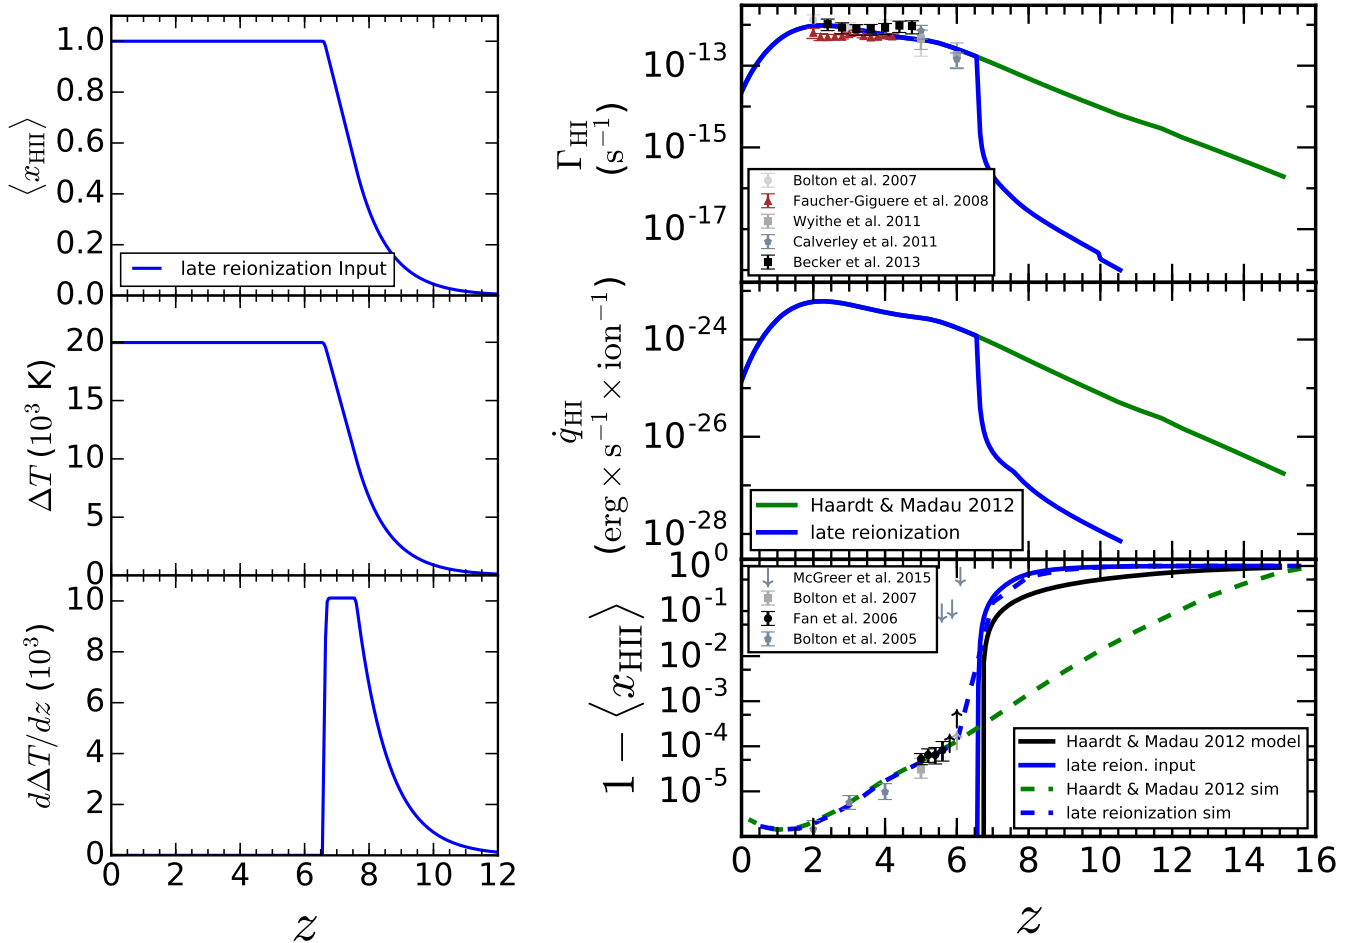 1.0
0.8
0.6
0.4
0.2
0.0
⟨x_HII⟩
late reionization Input
20
15
10
5
0
ΔT (10³ K)
10
8
6
4
2
0
dΔT/dz (10³)
0 2 4 6 8 10 12
z
10⁻¹³
10⁻¹⁵
10⁻¹⁷
Γ_HI
(s⁻¹)
Bolton et al. 2007
Faucher-Giguere et al. 2008
Wyithe et al. 2011
Calverley et al. 2011
Becker et al. 2013
10⁻²⁴
10⁻²⁶
10⁻²⁸
0
q̇_HI
(erg × s⁻¹ × ion⁻¹)
Haardt & Madau 2012
late reionization
10⁰
10⁻¹
10⁻²
10⁻³
10⁻⁴
10⁻⁵
1 − ⟨x_HII⟩
McGreer et al. 2015
Bolton et al. 2007
Fan et al. 2006
Bolton et al. 2005
Haardt & Madau 2012 model
late reion. input
Haardt & Madau 2012 sim
late reionization sim
0 2 4 6 8 10 12 14 16
z